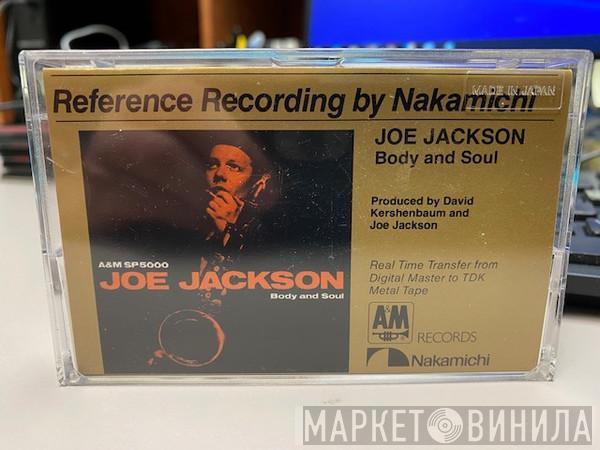 MADE IN JAPAN
Reference Recording by Nakamichi
JOE JACKSON
Body and Soul
Produced by David
Kershenbaum and
Joe Jackson
A&M SP5000
JOE JACKSON
Body and Soul
Real Time Transfer from
Digital Master to TDK
Metal Tape
A&M RECORDS
Nakamichi
МАРКЕТ ВИНИЛА